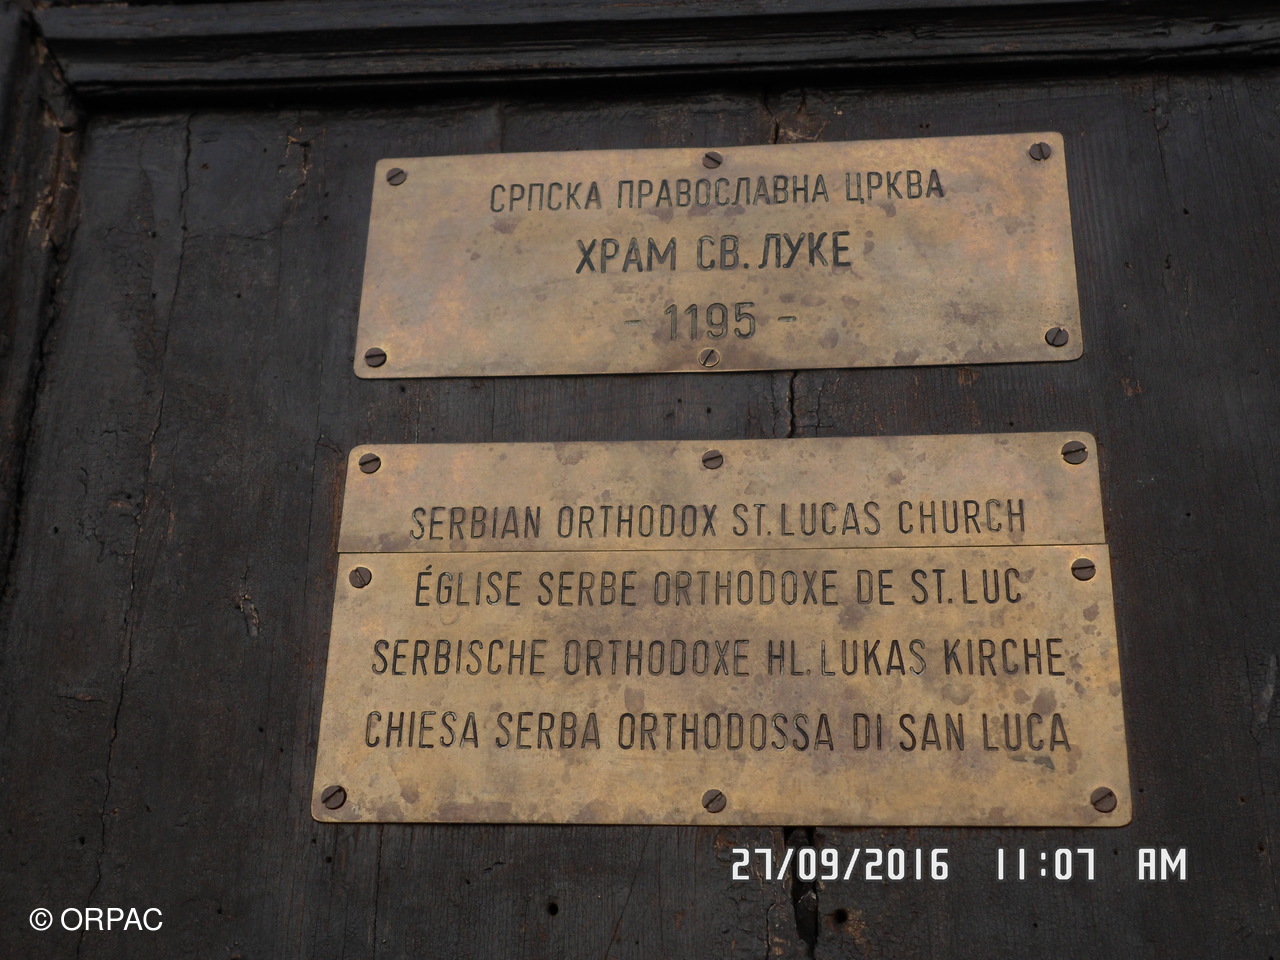 СРПСКА ПРАВОСЛАВНА ЦРКВА
ХРАМ СВ. ЛУКЕ
- 1195 -
SERBIAN ORTHODOX ST. LUCAS CHURCH
ÉGLISE SERBE ORTHODOXE DE ST. LUC
SERBISCHE ORTHODOXE HL. LUKAS KIRCHE
CHIESA SERBA ORTHODOSSA DI SAN LUCA
27/09/2016 11:07 AM
© ORPAC